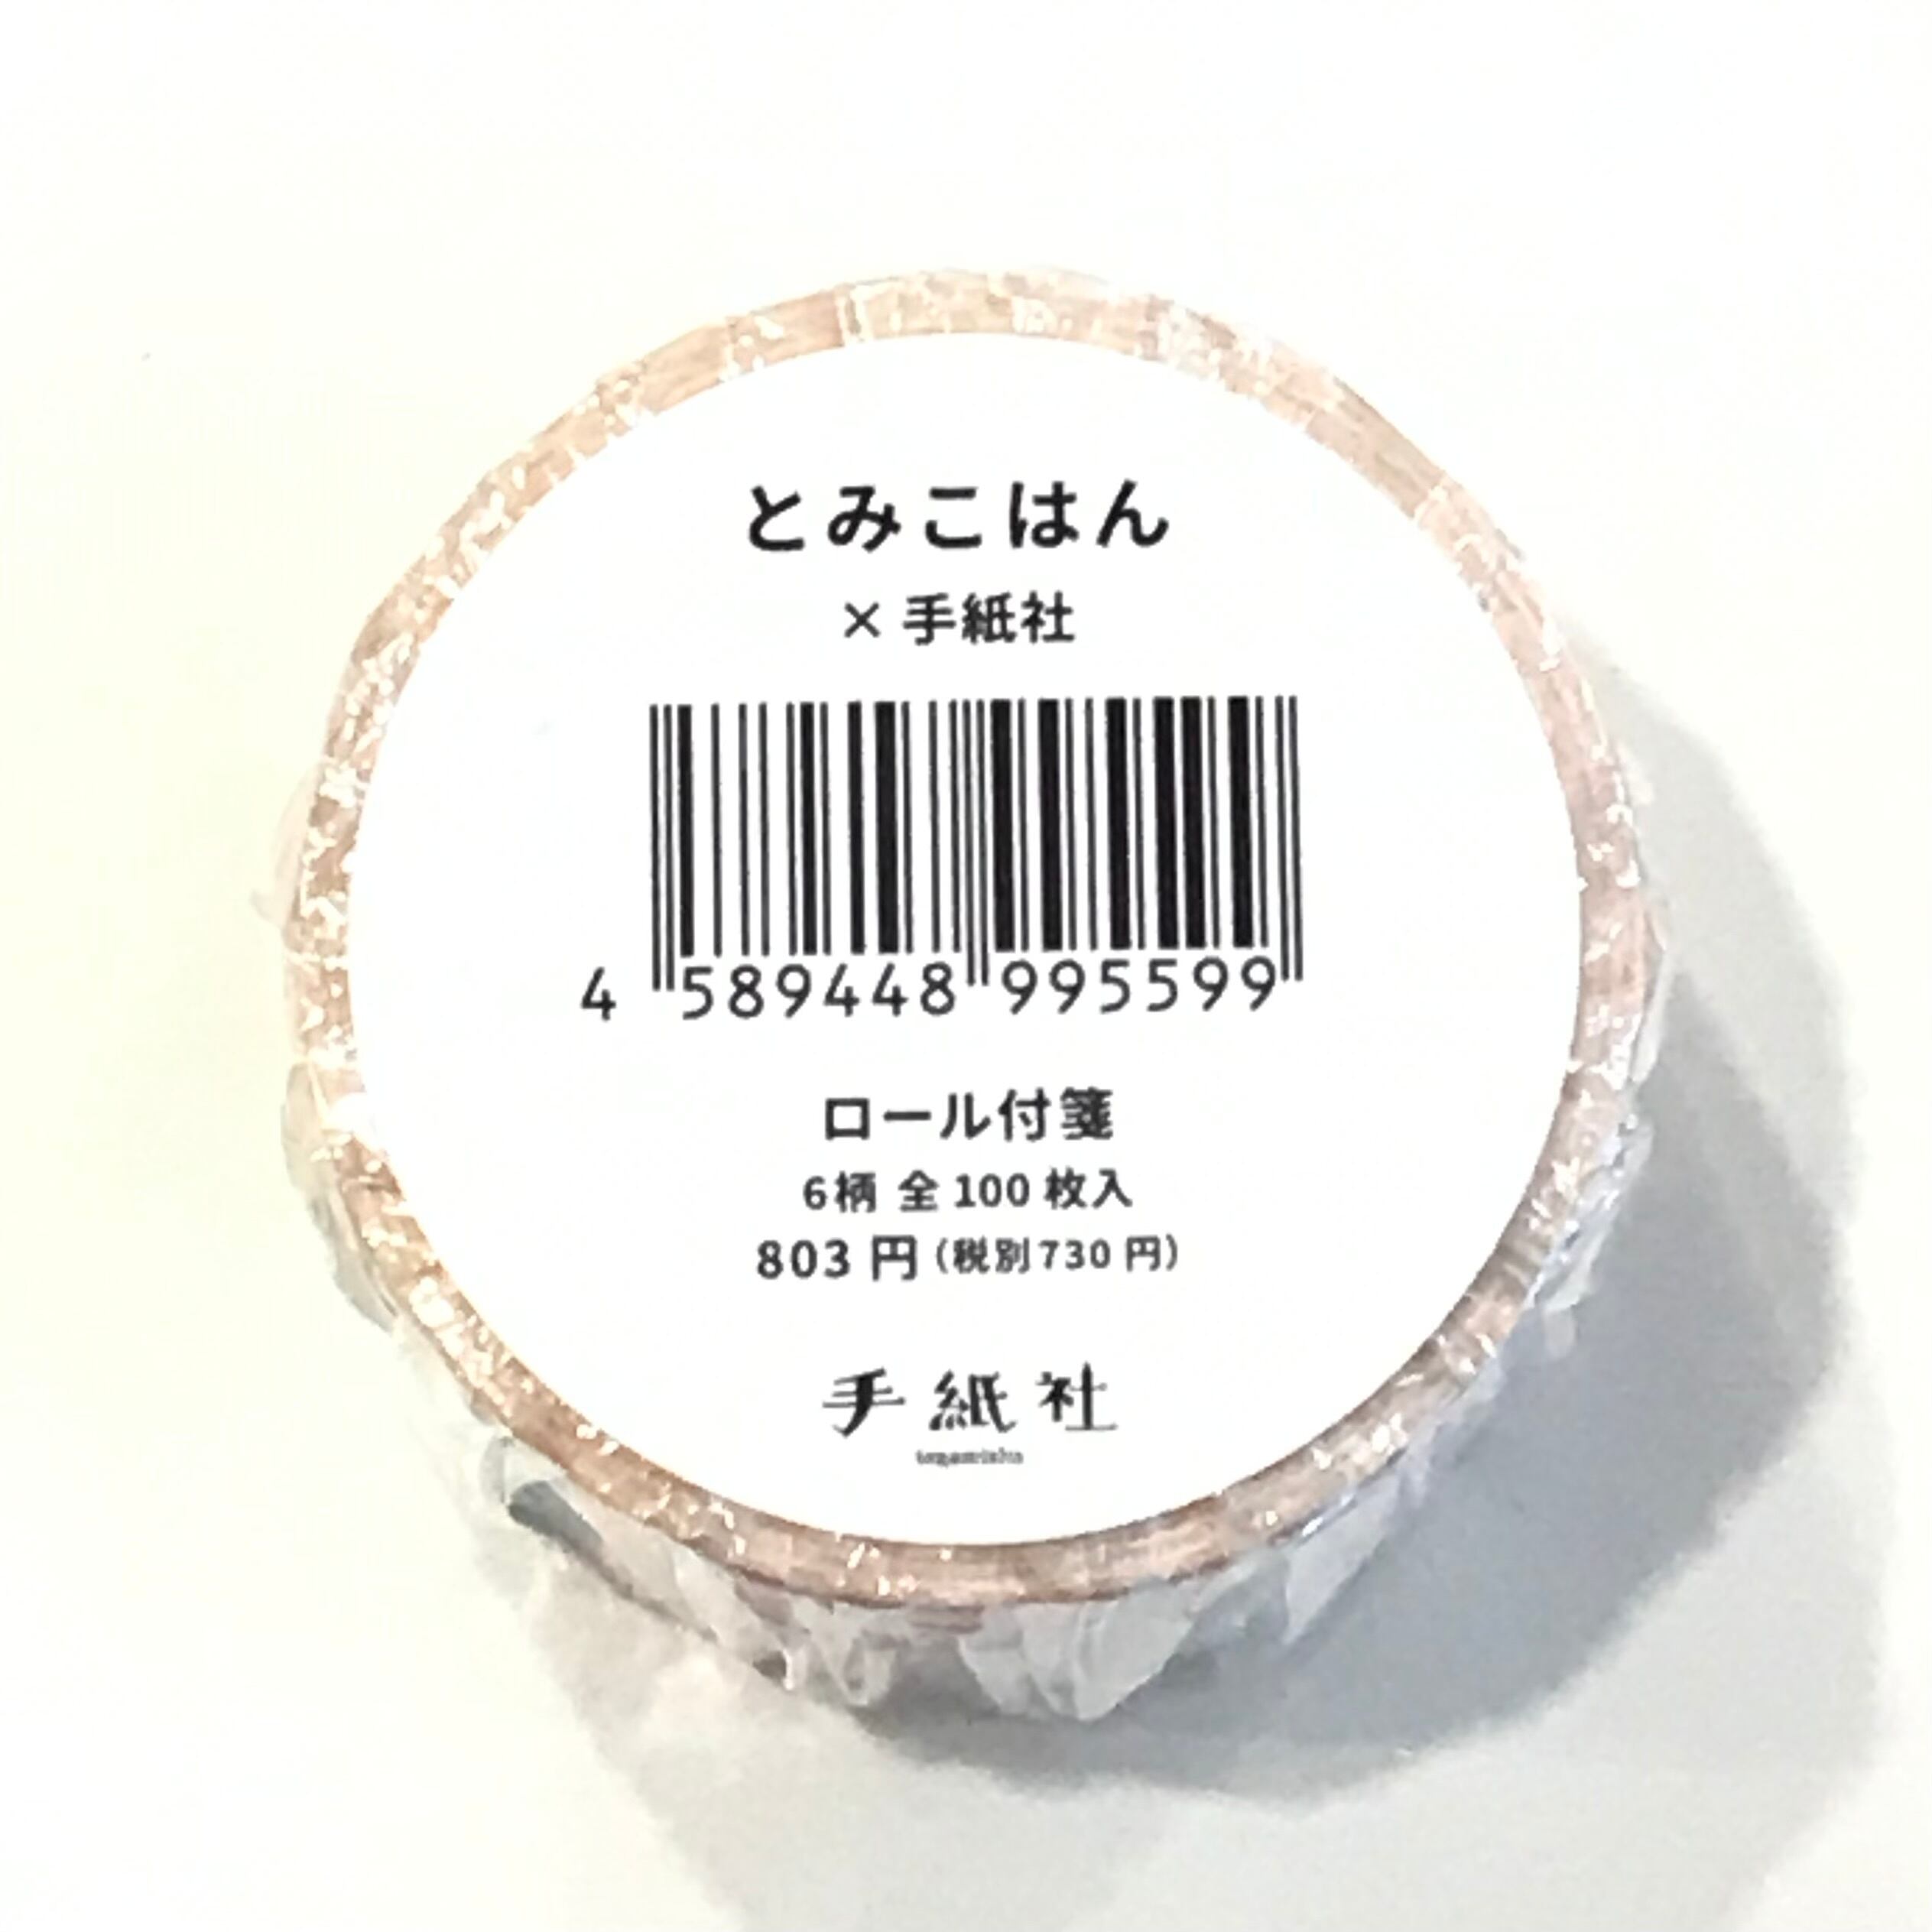 とみこはん
× 手紙社
4 589448 995599
ロール付箋
6柄 全 100 枚入
803 円（税別 730 円）
手紙社
tegamisha